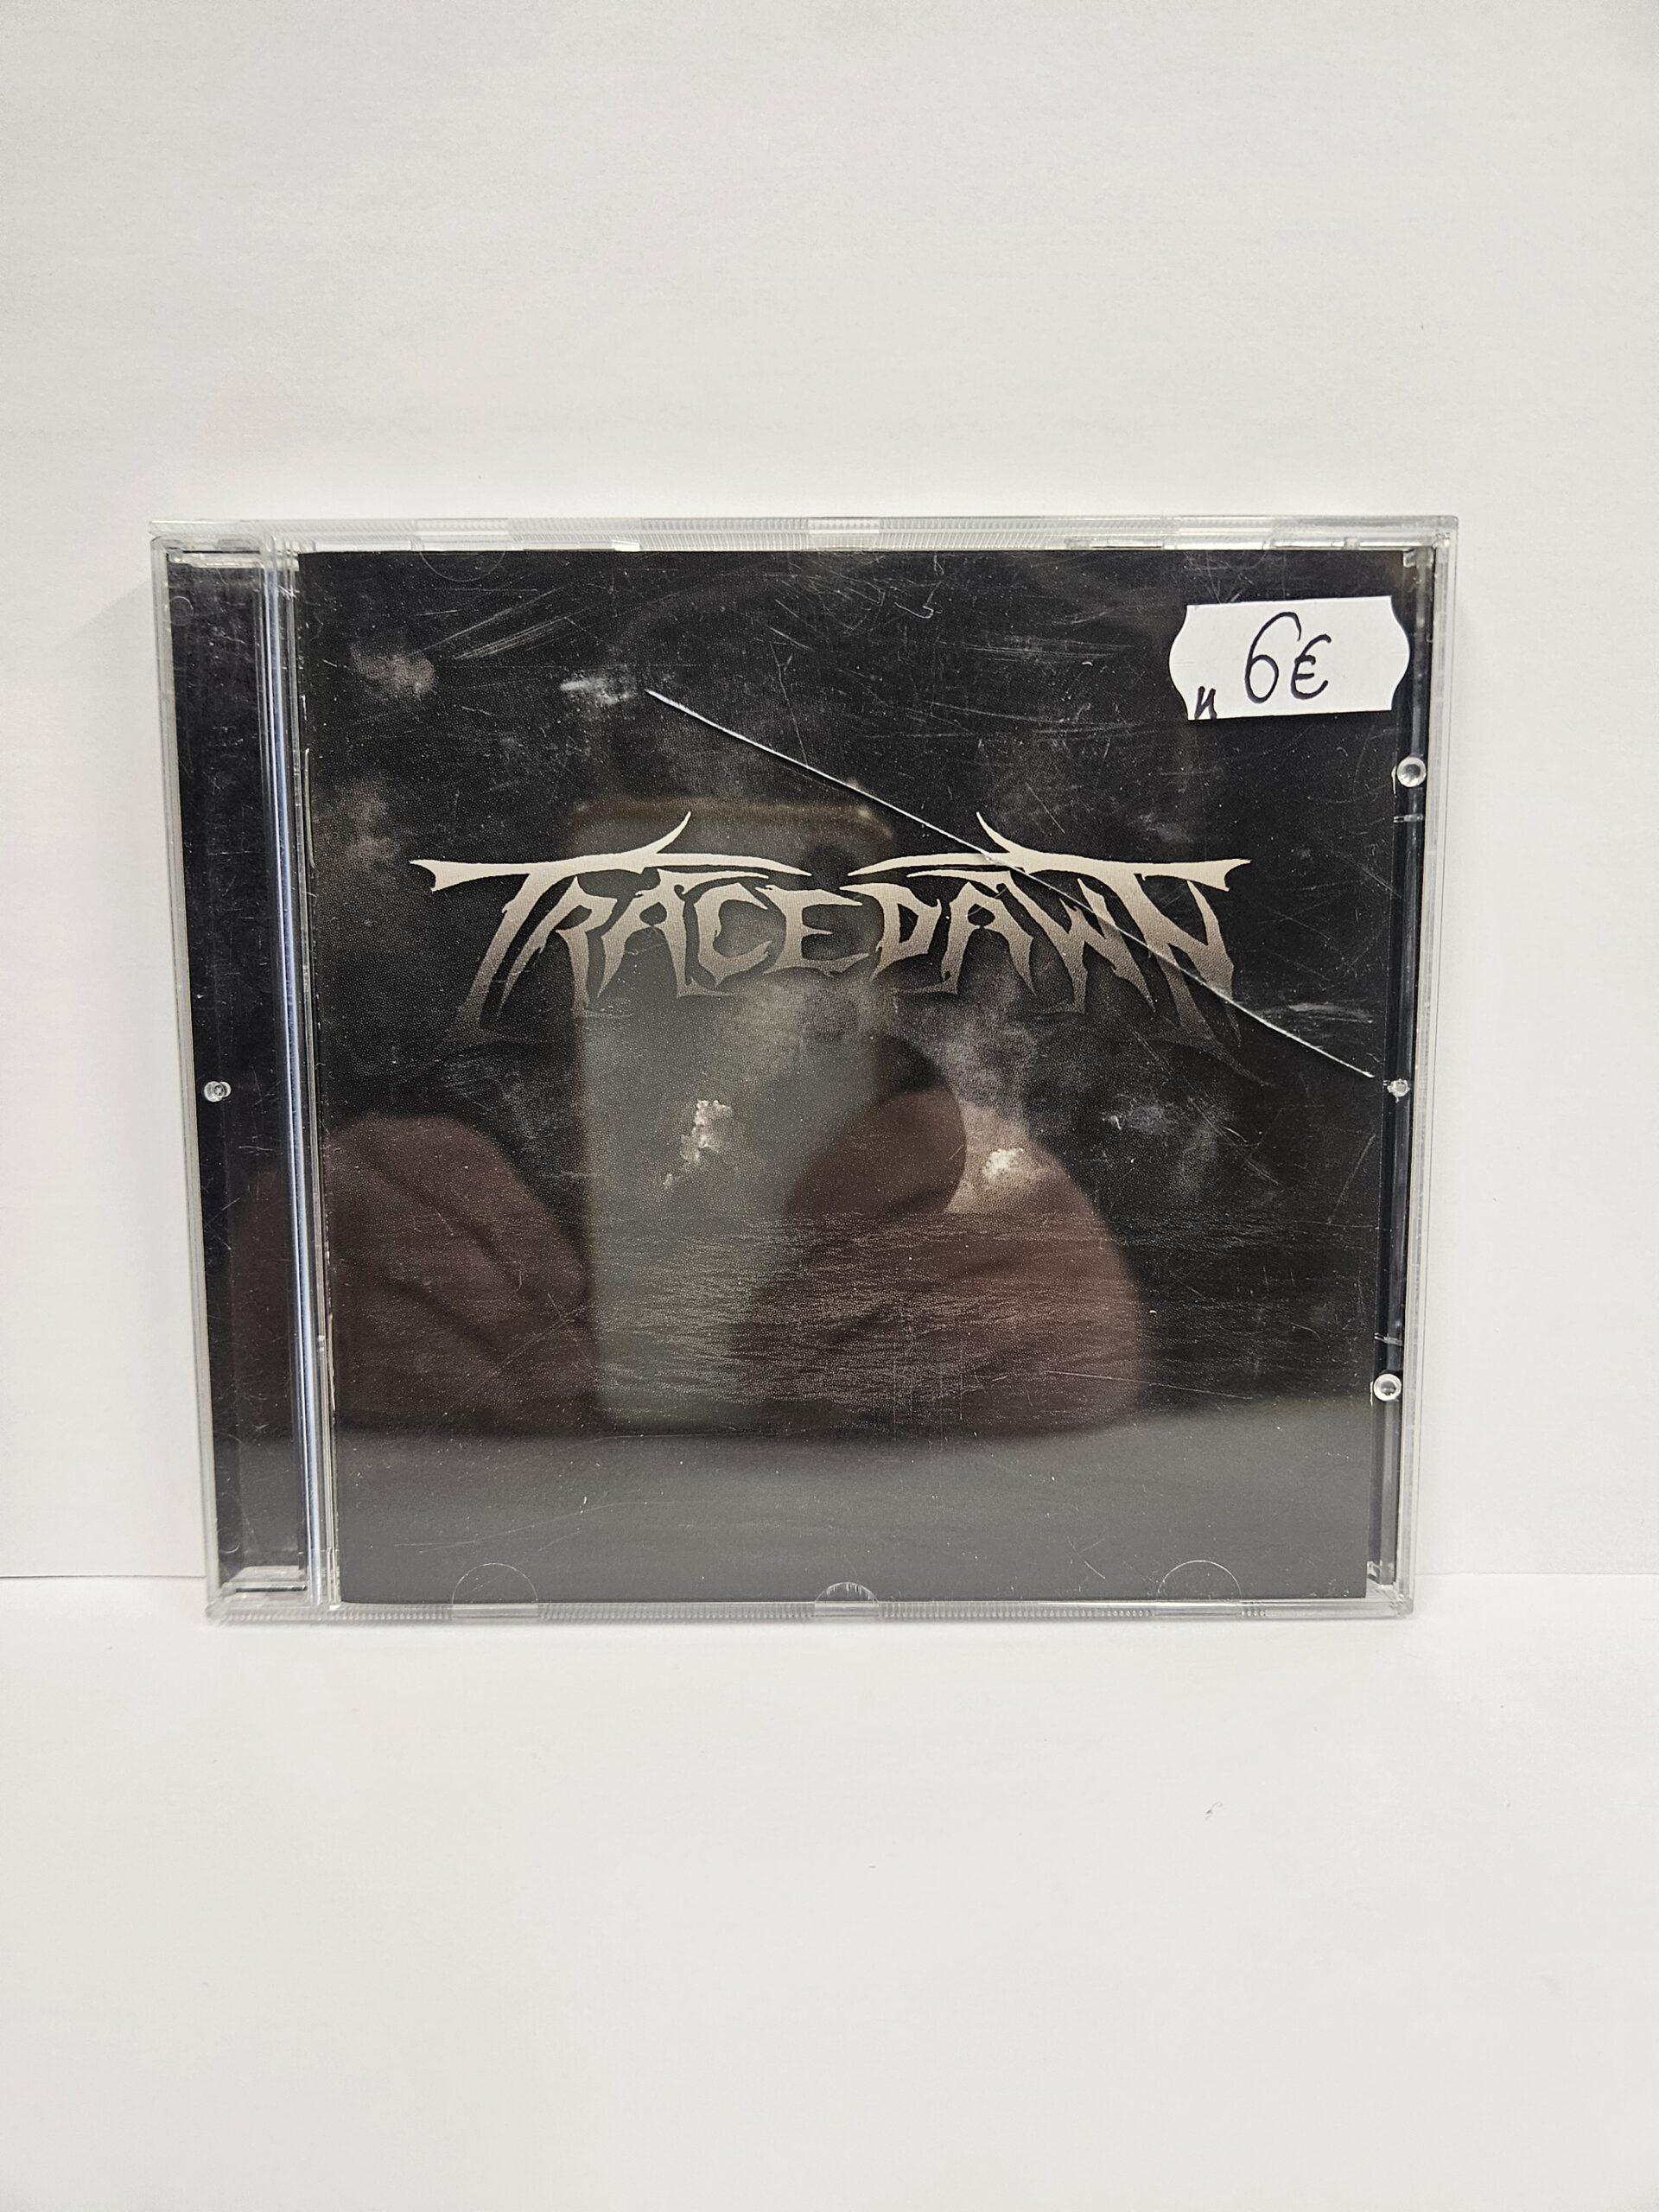 6€
и
TRACEDAWN